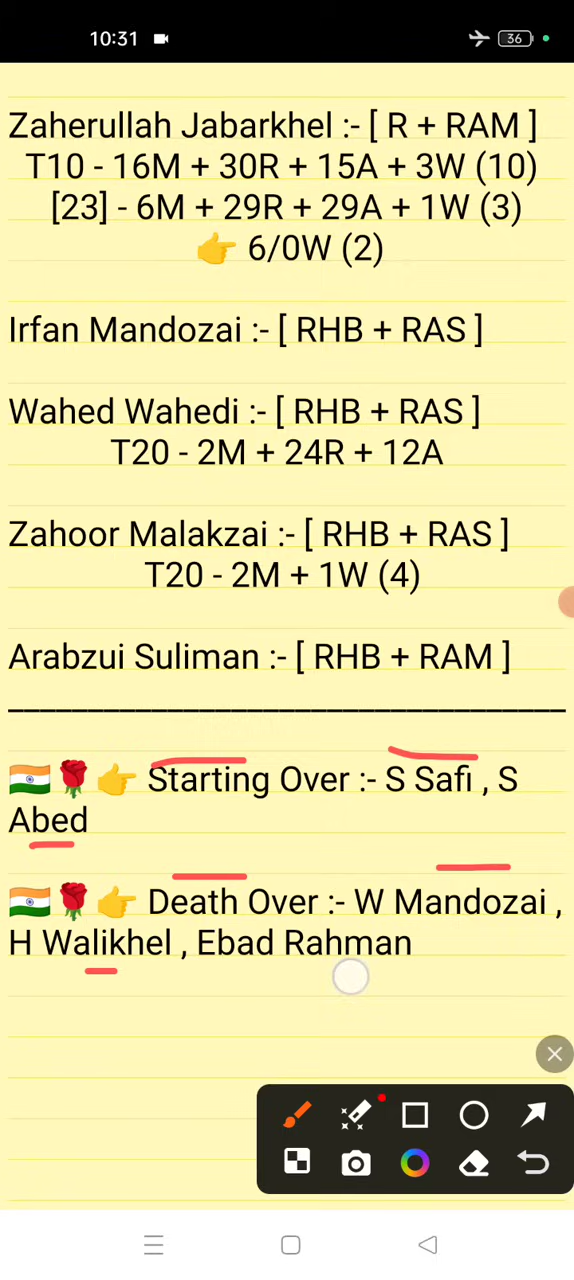 10:31
36
Zaherullah Jabarkhel :- [ R + RAM ]
T10 - 16M + 30R + 15A + 3W (10)
[23] - 6M + 29R + 29A + 1W (3)
👉 6/0W (2)
Irfan Mandozai :- [ RHB + RAS ]
Wahed Wahedi :- [ RHB + RAS ]
T20 - 2M + 24R + 12A
Zahoor Malakzai :- [ RHB + RAS ]
T20 - 2M + 1W (4)
Arabzui Suliman :- [ RHB + RAM ]
🇮🇳🌹👉 Starting Over :- S Safi , S
Abed
🇮🇳🌹👉 Death Over :- W Mandozai ,
H Walikhel , Ebad Rahman